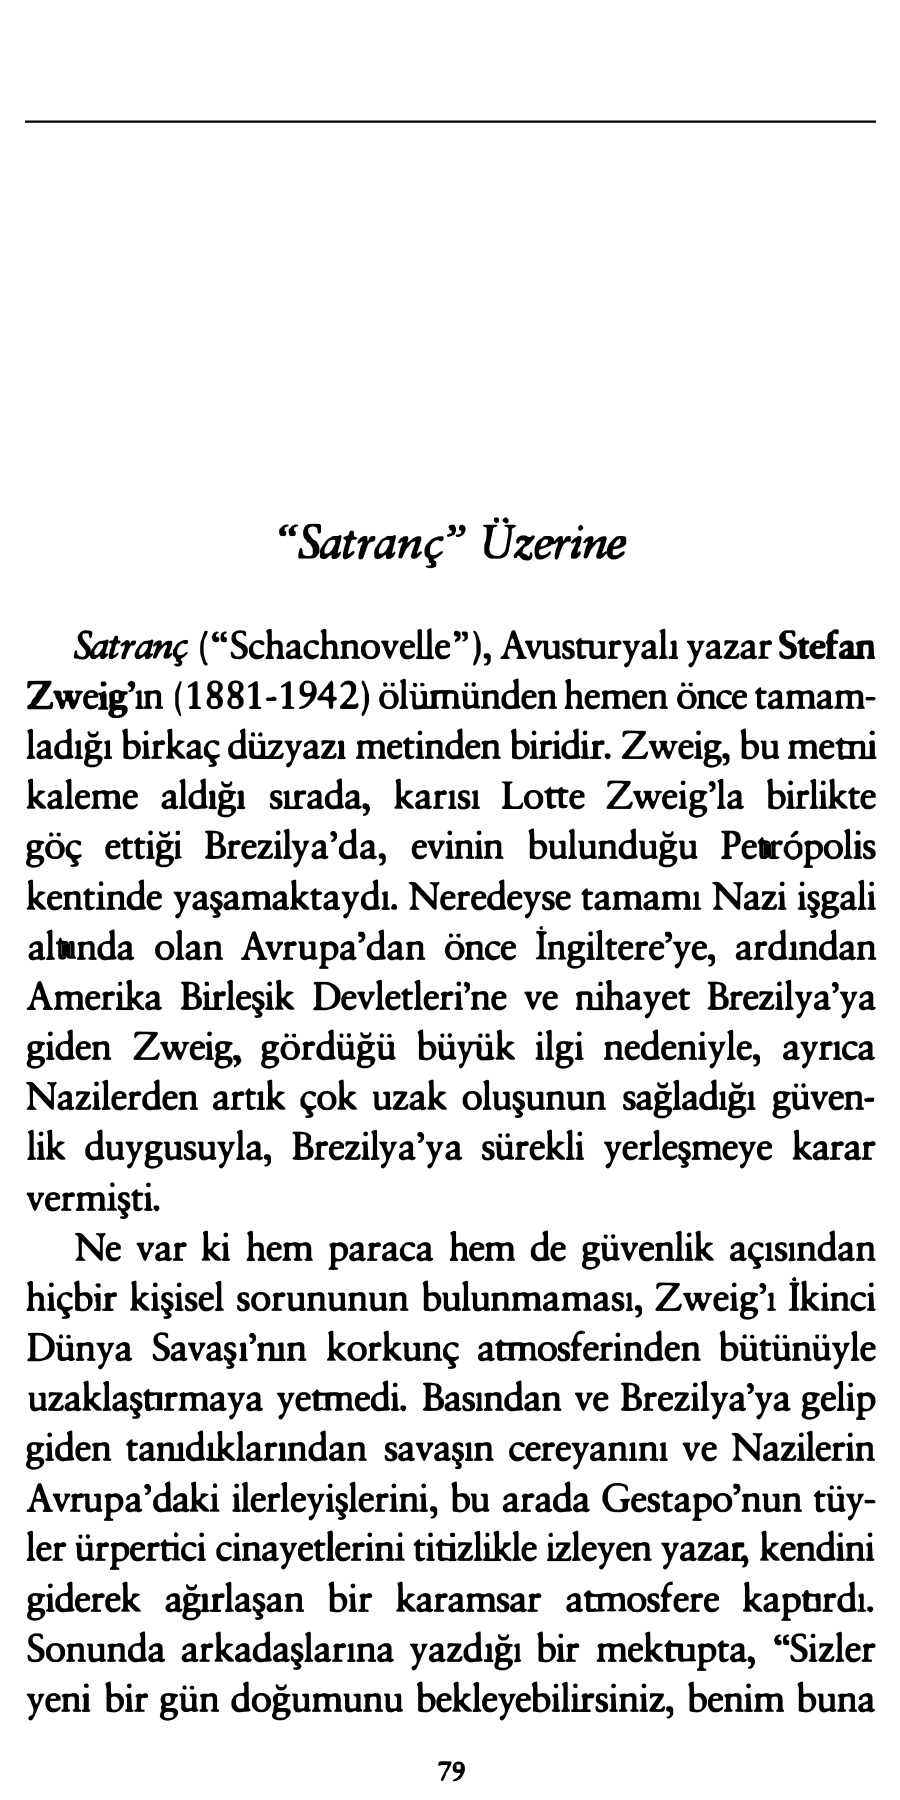 “Satranç” Üzerine
Satranç (“Schachnovelle”), Avusturyalı yazar Stefan
Zweig’ın (1881-1942) ölümünden hemen önce tamam-
ladığı birkaç düzyazı metinden biridir. Zweig, bu metni
kaleme aldığı sırada, karısı Lotte Zweig’la birlikte
göç ettiği Brezilya’da, evinin bulunduğu Petrópolis
kentinde yaşamaktaydı. Neredeyse tamamı Nazi işgali
altında olan Avrupa’dan önce İngiltere’ye, ardından
Amerika Birleşik Devletleri’ne ve nihayet Brezilya’ya
giden Zweig, gördüğü büyük ilgi nedeniyle, ayrıca
Nazilerden artık çok uzak oluşunun sağladığı güven-
lik duygusuyla, Brezilya’ya sürekli yerleşmeye karar
vermişti.
Ne var ki hem paraca hem de güvenlik açısından
hiçbir kişisel sorununun bulunmaması, Zweig’ı İkinci
Dünya Savaşı’nın korkunç atmosferinden bütünüyle
uzaklaştırmaya yetmedi. Basından ve Brezilya’ya gelip
giden tanıdıklarından savaşın cereyanını ve Nazilerin
Avrupa’daki ilerleyişlerini, bu arada Gestapo’nun tüy-
ler ürpertici cinayetlerini titizlikle izleyen yazar, kendini
giderek ağırlaşan bir karamsar atmosfere kaptırdı.
Sonunda arkadaşlarına yazdığı bir mektupta, “Sizler
yeni bir gün doğumunu bekleyebilirsiniz, benim buna
79